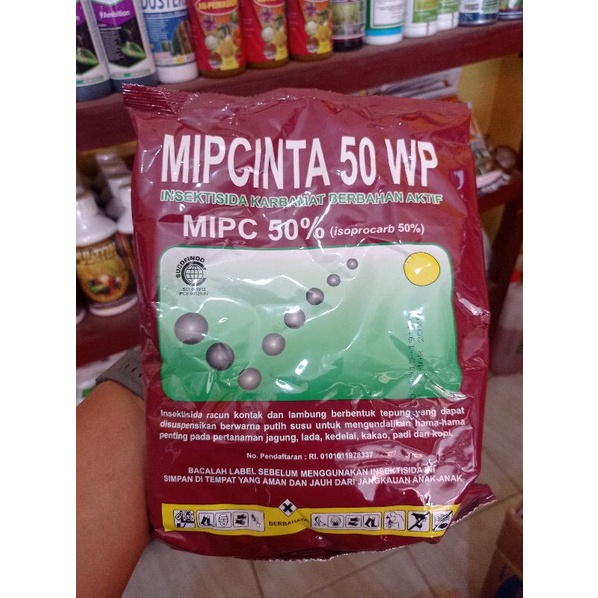 Ambition
MIPCINTA 50 WP
INSEKTISIDA KARBAMAT BERBAHAN AKTIF
MIPC 50% (isoprocarb 50%)
SUCOFINDO
Insektisida racun kontak dan lambung berbentuk tepung yang dapat
disuspensikan berwarna putih susu untuk mengendalikan hama-hama
penting pada pertanaman jagung, lada, kedelai, kakao, padi dan kopi.
No. Pendaftaran : RI. 0101011978337
BACALAH LABEL SEBELUM MENGGUNAKAN INSEKTISIDA INI
SIMPAN DI TEMPAT YANG AMAN DAN JAUH DARI JANGKAUAN ANAK-ANAK
BERBAHAYA